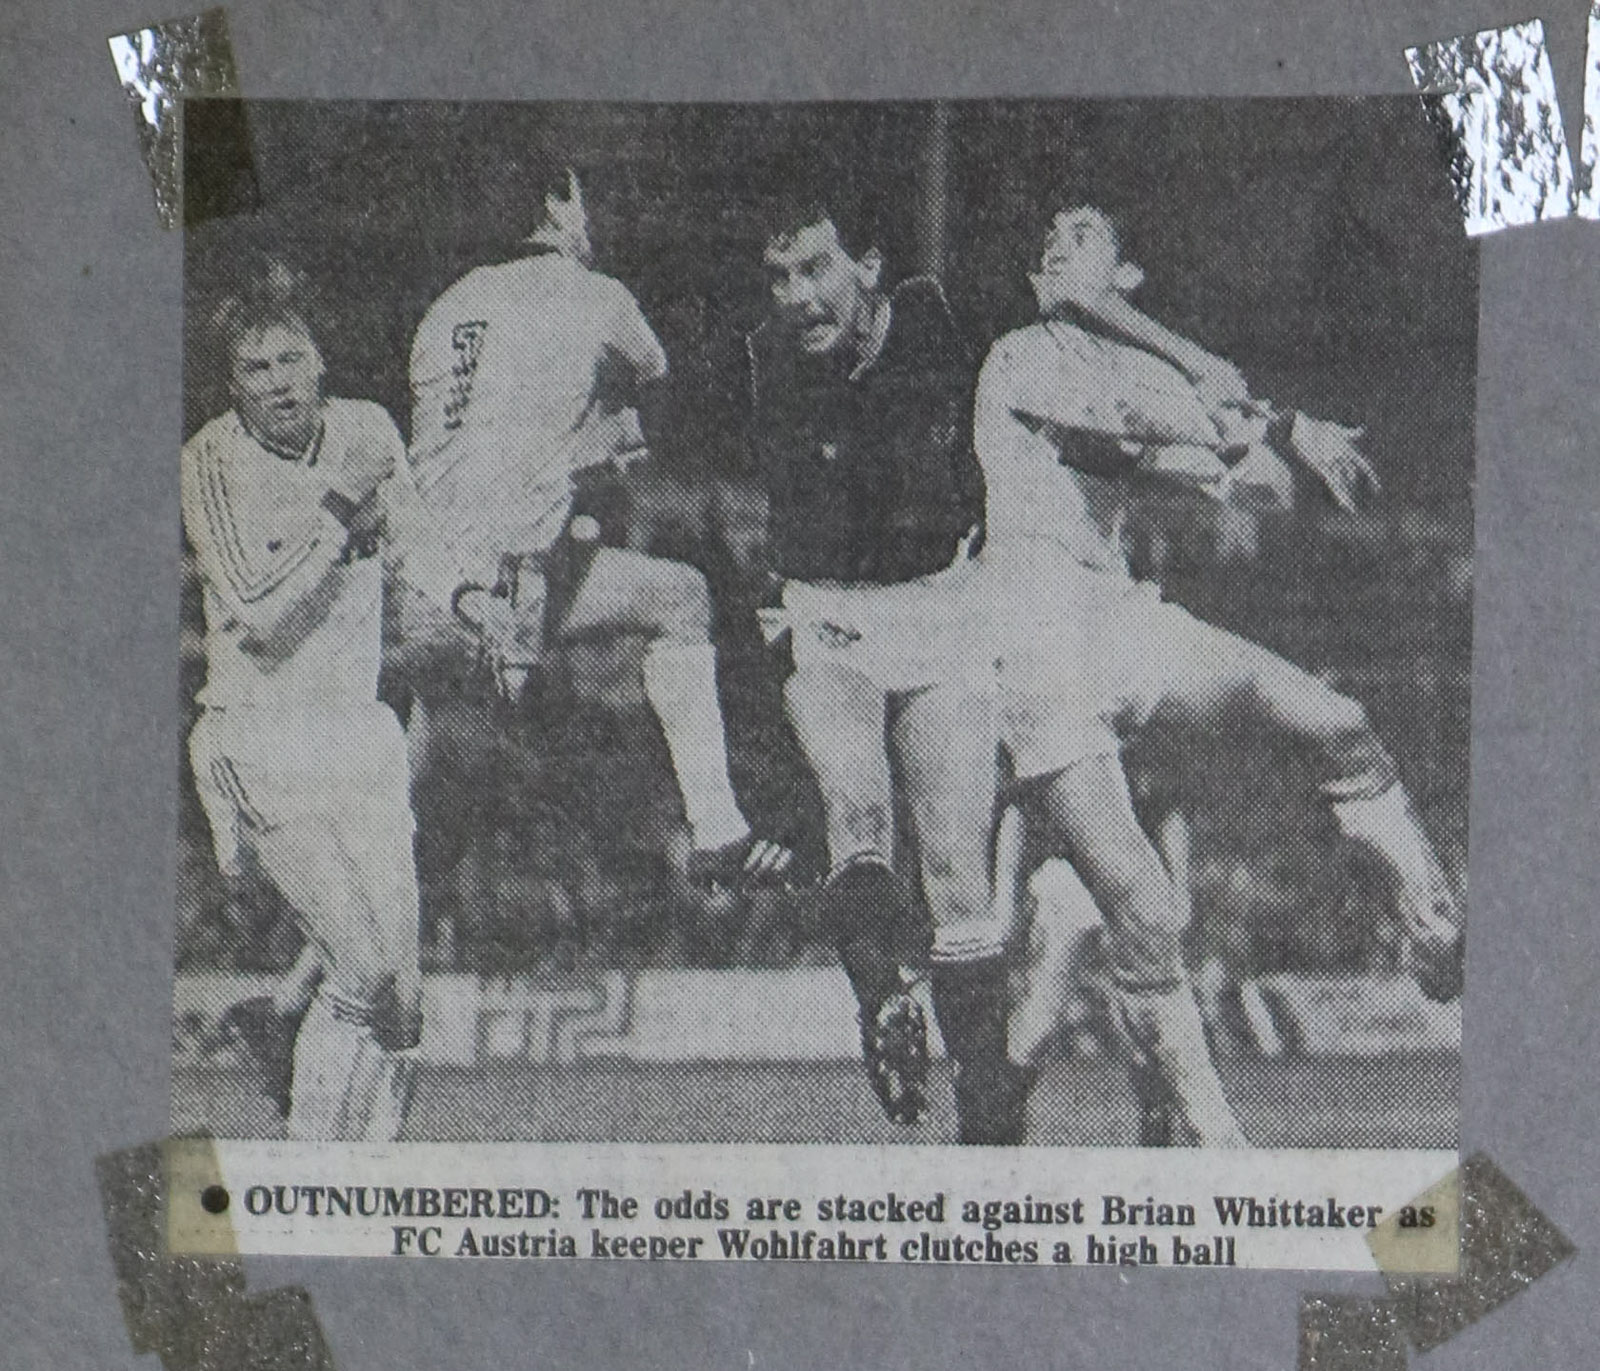 ● OUTNUMBERED: The odds are stacked against Brian Whittaker as
FC Austria keeper Wohlfahrt clutches a high ball